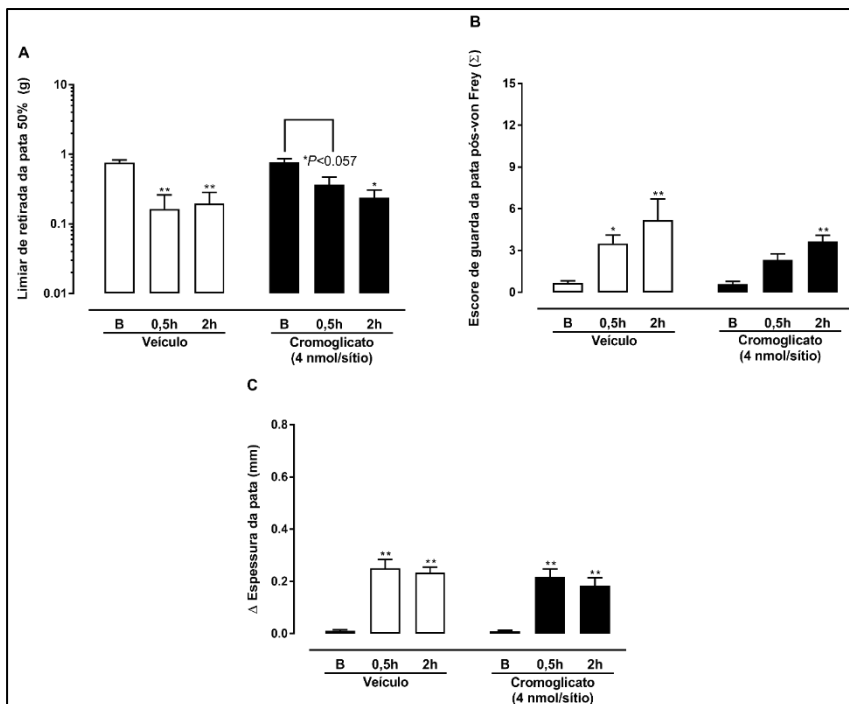 A
Limiar de retirada da pata 50% (g)
10
1
0.1
0.01
** **
*P<0.057
*
B 0,5h 2h B 0,5h 2h
Veículo Cromoglicato
(4 nmol/sítio)
B
Escore de guarda da pata pós-von Frey (Σ)
15
12
9
6
3
0
* ** **
B 0,5h 2h B 0,5h 2h
Veículo Cromoglicato
(4 nmol/sítio)
C
Δ Espessura da pata (mm)
0.8
0.6
0.4
0.2
0.0
** ** ** **
B 0,5h 2h B 0,5h 2h
Veículo Cromoglicato
(4 nmol/sítio)